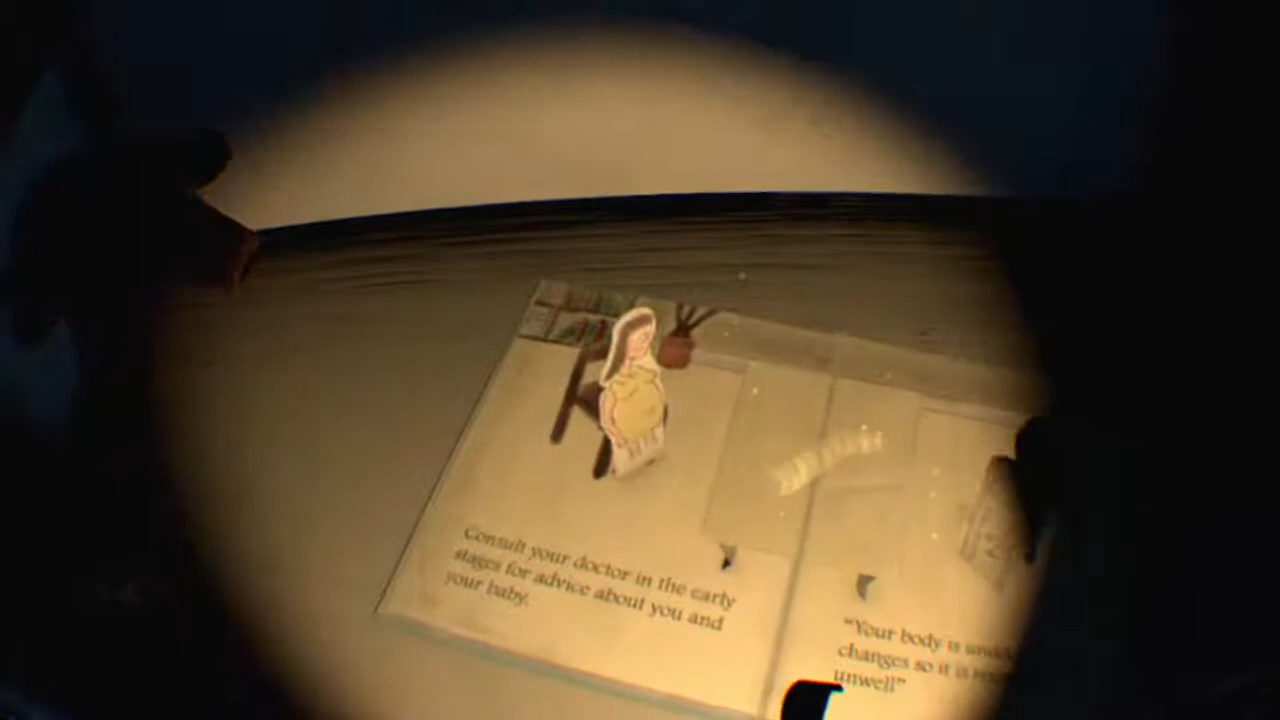 Consult your doctor in the early
stages for advice about you and
your baby.
"Your body is
changes so it is
unwell"